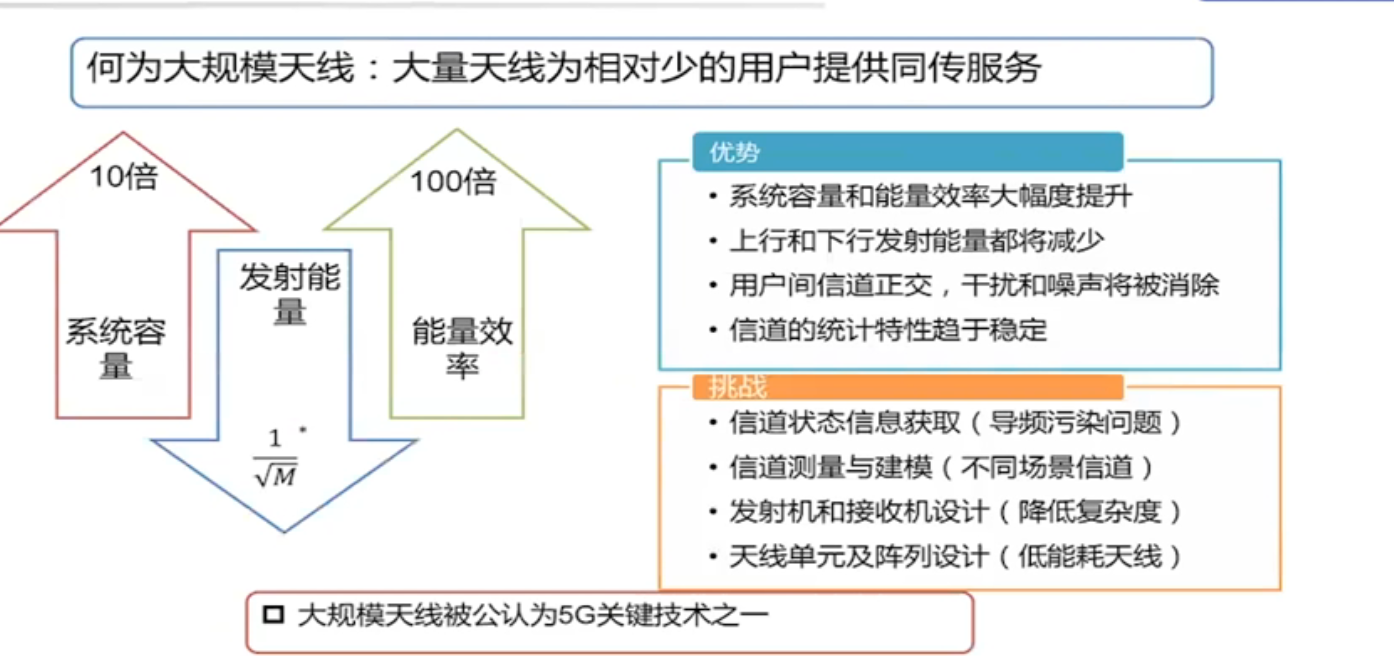 何为大规模天线：大量天线为相对少的用户提供同传服务
10倍
系统容
量
发射能
量
1 *
√M
100倍
能量效
率
优势
• 系统容量和能量效率大幅度提升
• 上行和下行发射能量都将减少
• 用户间信道正交，干扰和噪声将被消除
• 信道的统计特性趋于稳定
挑战
• 信道状态信息获取（导频污染问题）
• 信道测量与建模（不同场景信道）
• 发射机和接收机设计（降低复杂度）
• 天线单元及阵列设计（低能耗天线）
大规模天线被公认为5G关键技术之一